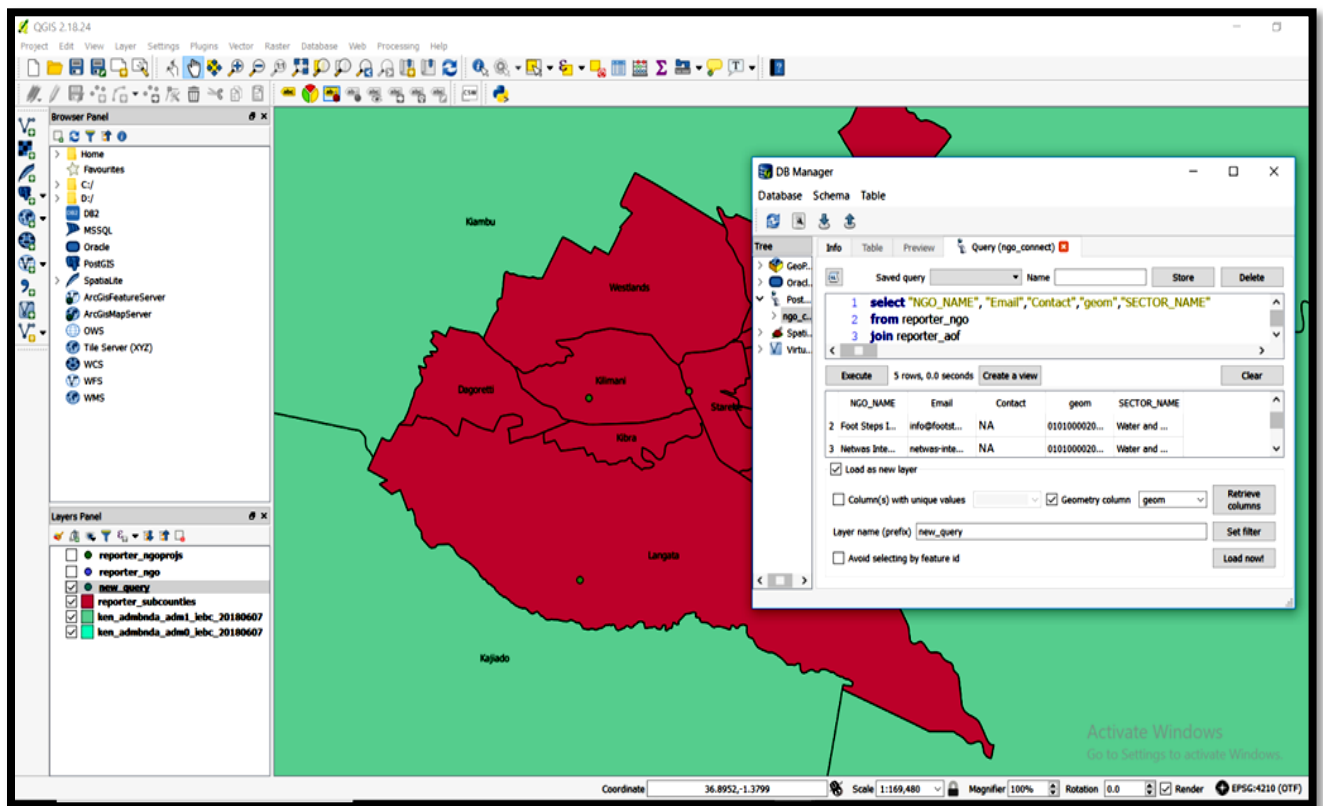 QGIS 2.18.24
Project Edit View Layer Settings Plugins Vector Raster Database Web Processing Help
Browser Panel
Home
Favourites
C:/
D:/
DB2
MSSQL
Oracle
PostGIS
SpatiaLite
ArcGisFeatureServer
ArcGisMapServer
OWS
Tile Server (XYZ)
WCS
WFS
WMS
Layers Panel
reporter_ngoprojs
reporter_ngo
new_query
reporter_subcounties
ken_admbnda_adm1_iebc_20180607
ken_admbnda_adm0_iebc_20180607
Kiambu
Westlands
Dagoretti
Kilimani
Kibra
Langata
Kajiado
DB Manager
Database Schema Table
Tree
GeoP...
Oracl...
Post...
ngo_c...
Spati...
Virtu...
Info Table Preview Query (ngo_connect)
Saved query Name Store Delete
1 select "NGO_NAME", "Email","Contact","geom","SECTOR_NAME"
2 from reporter_ngo
3 join reporter_aof
Execute 5 rows, 0.0 seconds Create a view Clear
NGO_NAME Email Contact geom SECTOR_NAME
2 Foot Steps I... info@footst... NA 0101000020... Water and ...
3 Netwas Inte... netwas-inte... NA 0101000020... Water and ...
Load as new layer
Column(s) with unique values Geometry column geom Retrieve columns
Layer name (prefix) new_query Set filter
Avoid selecting by feature id Load now!
Activate Windows
Go to Settings to activate Windows.
Coordinate 36.8952,-1.3799 Scale 1:169,480 Magnifier 100% Rotation 0.0 Render EPSG:4210 (OTF)